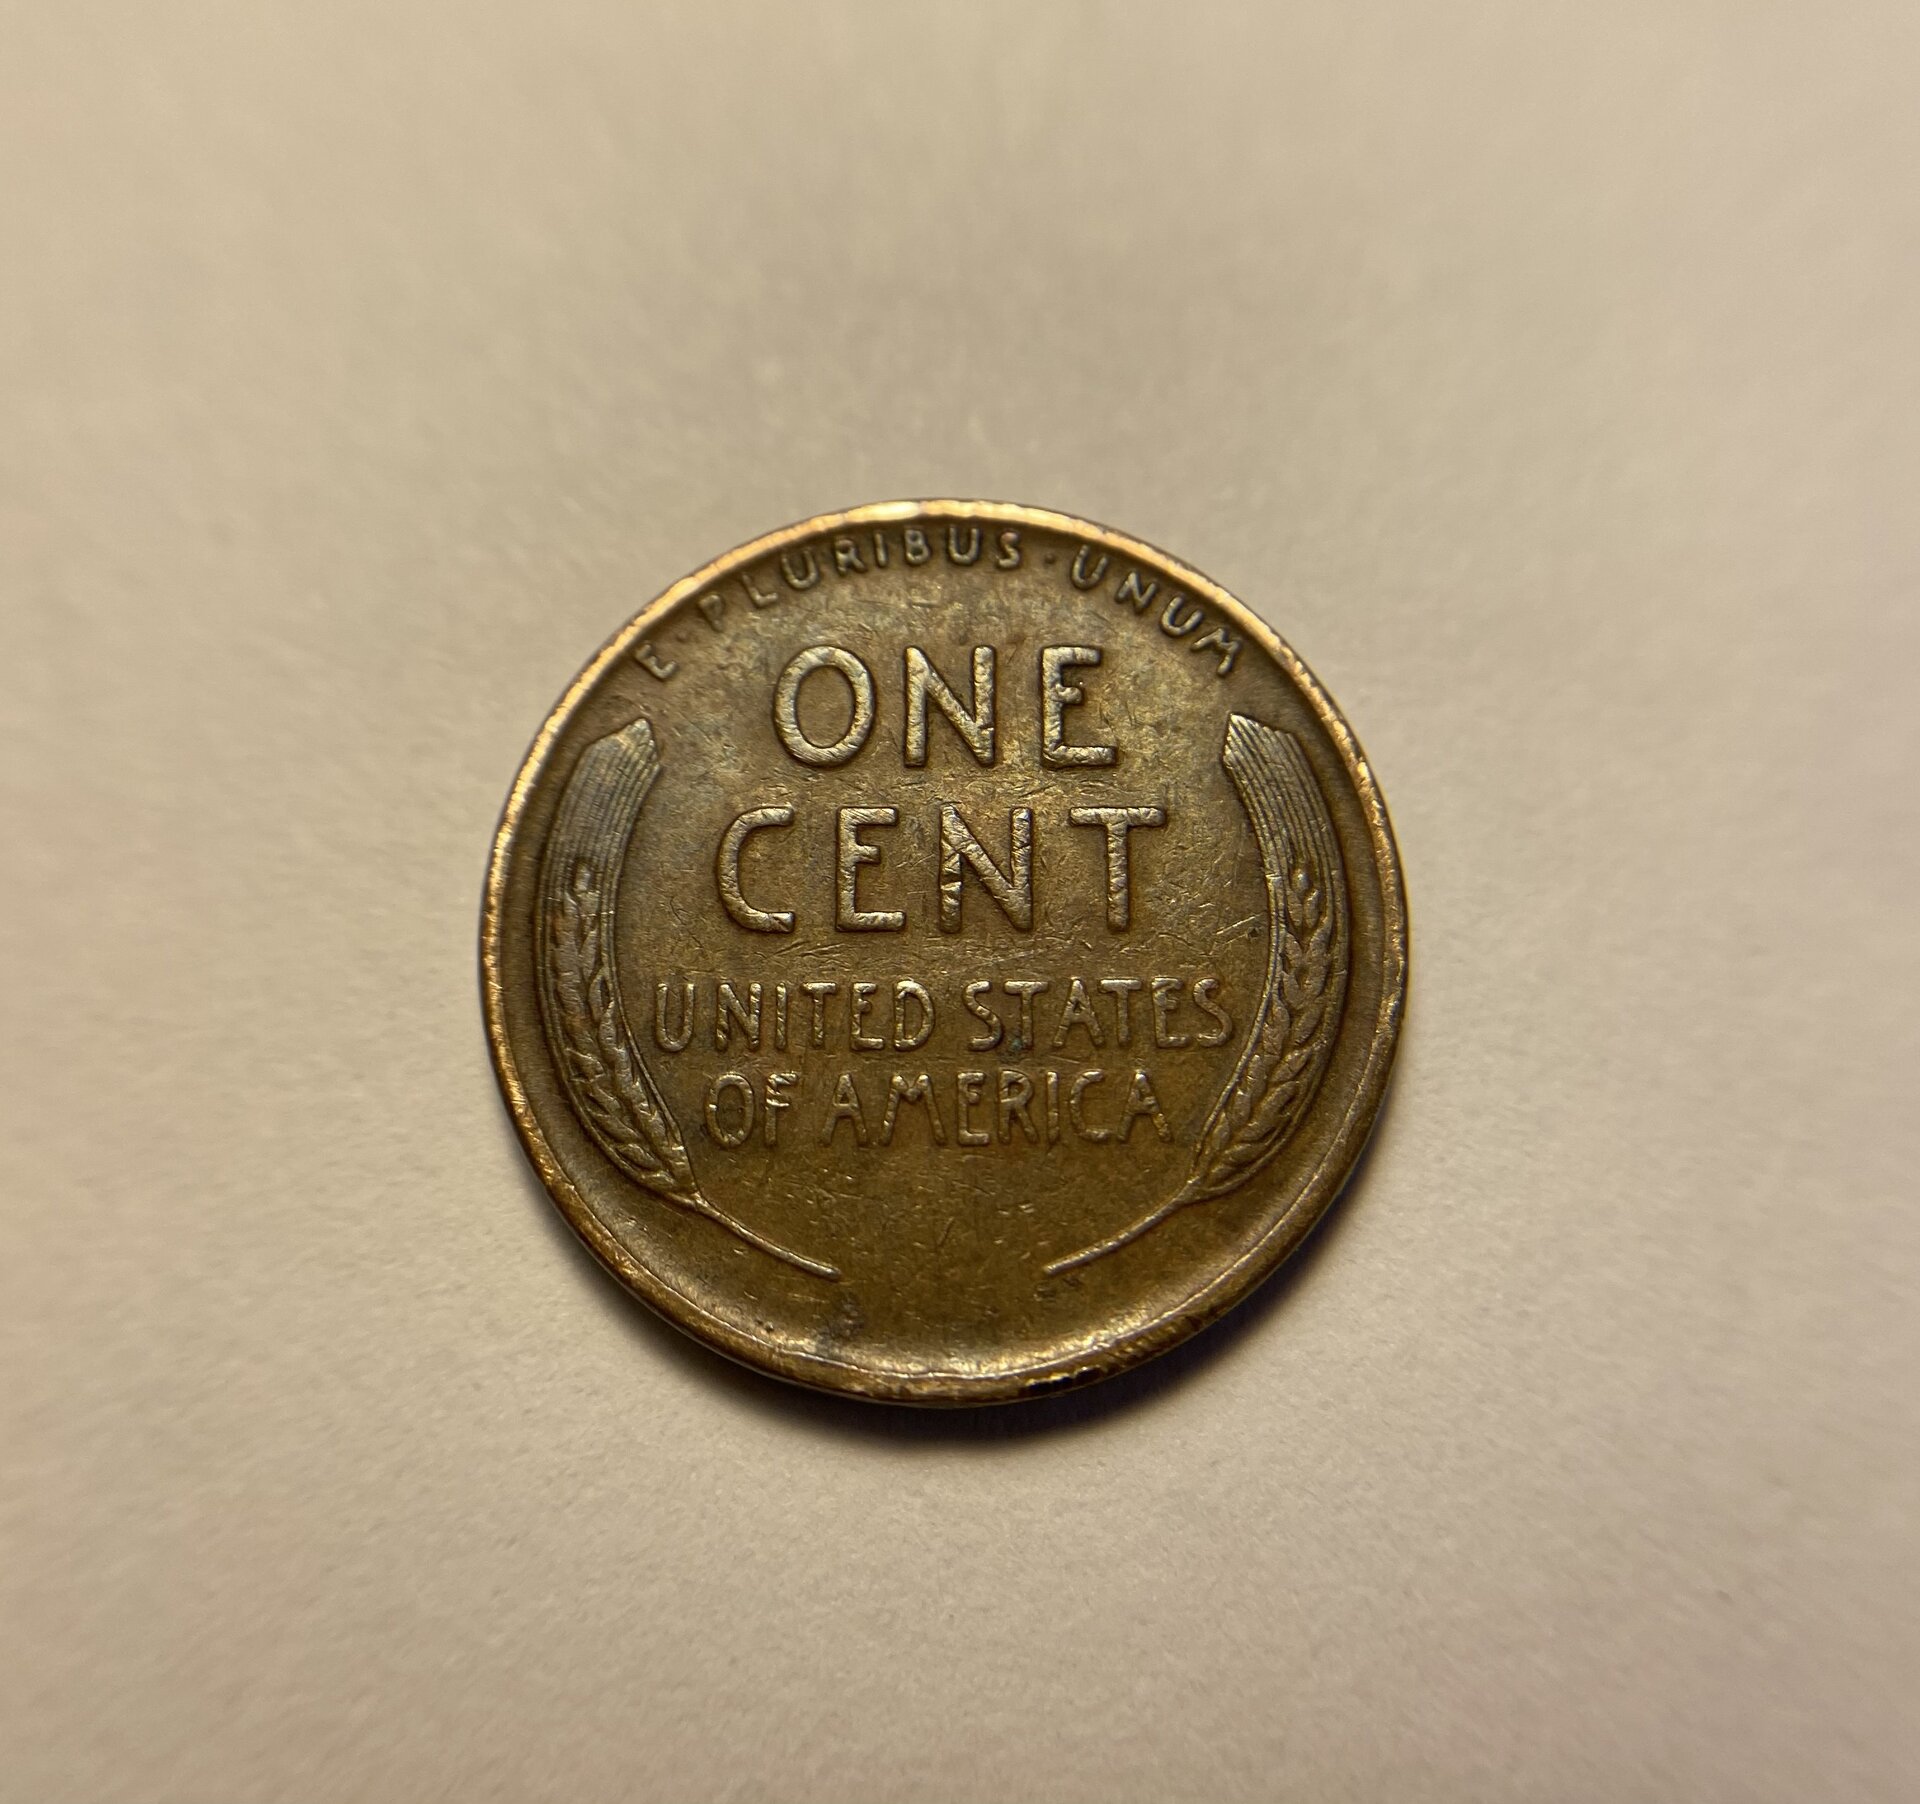 E · PLURIBUS · UNUM
ONE
CENT
UNITED STATES
OF AMERICA